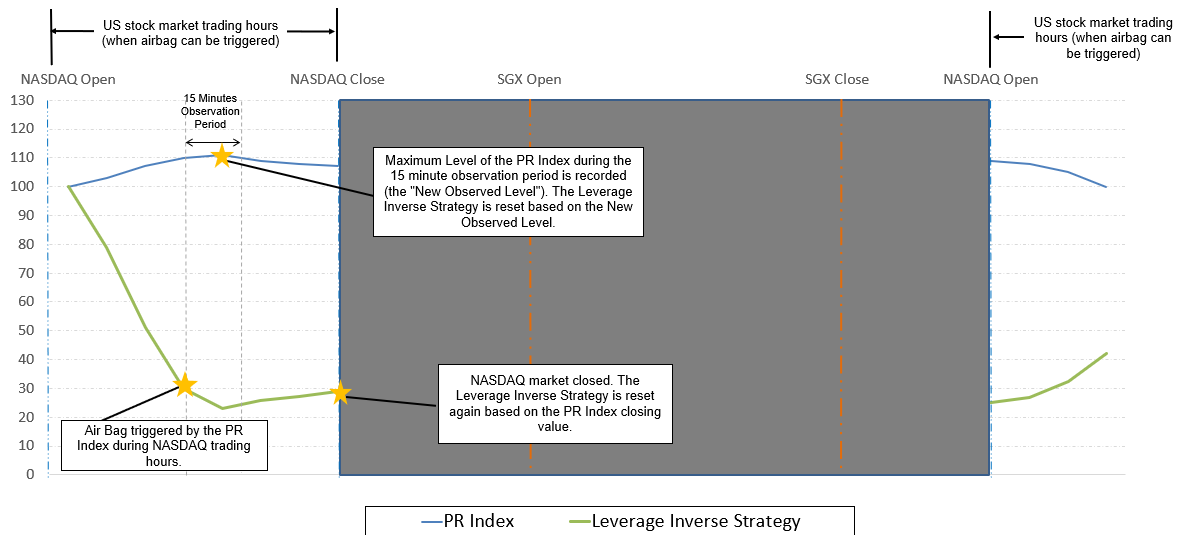 US stock market trading hours
(when airbag can be triggered)
US stock market trading
hours (when airbag can
be triggered)
NASDAQ Open
NASDAQ Close
SGX Open
SGX Close
NASDAQ Open
130
120
110
100
90
80
70
60
50
40
30
20
10
0
15 Minutes
Observation
Period
Maximum Level of the PR Index during the
15 minute observation period is recorded
(the "New Observed Level"). The Leverage
Inverse Strategy is reset based on the New
Observed Level.
NASDAQ market closed. The
Leverage Inverse Strategy is reset
again based on the PR Index closing
value.
Air Bag triggered by the PR
Index during NASDAQ trading
hours.
PR Index
Leverage Inverse Strategy